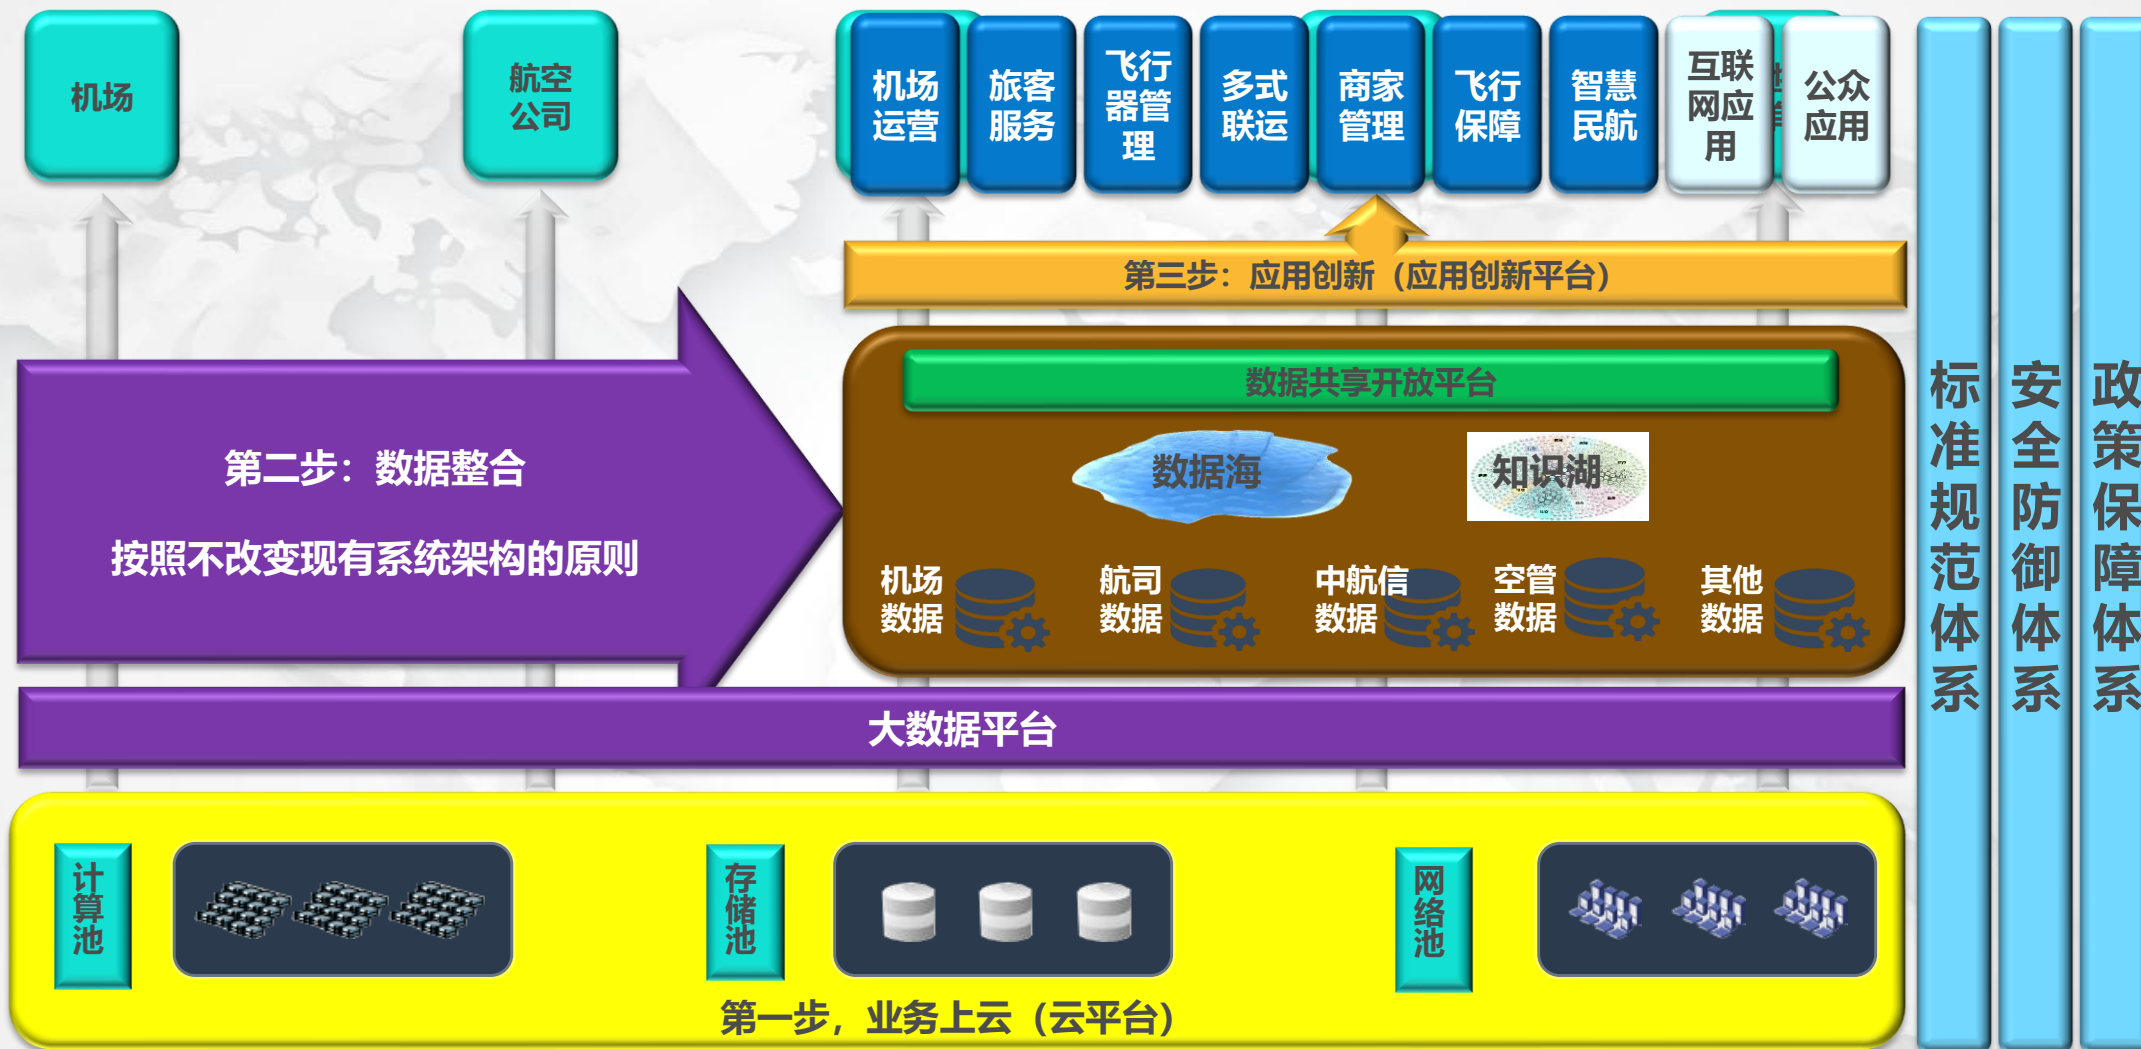 机场
航空
公司
机场
运营
旅客
服务
飞行
器管
理
多式
联运
商家
管理
飞行
保障
智慧
民航
互联
网应
用
公众
应用
第三步：应用创新（应用创新平台）
数据共享开放平台
第二步：数据整合
按照不改变现有系统架构的原则
数据海
知识湖
机场
数据
航司
数据
中航信
数据
空管
数据
其他
数据
大数据平台
计算池
存储池
网络池
第一步，业务上云（云平台）
标准规范体系
安全防御体系
政策保障体系